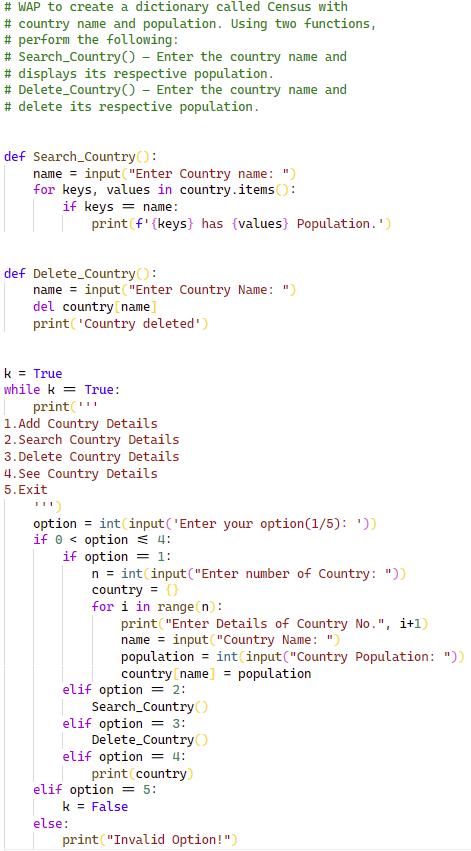 # WAP to create a dictionary called Census with
# country name and population. Using two functions,
# perform the following:
# Search_Country() – Enter the country name and
# displays its respective population.
# Delete_Country() – Enter the country name and
# delete its respective population.
def Search_Country():
    name = input("Enter Country name: ")
    for keys, values in country.items():
        if keys == name:
            print(f'{keys} has {values} Population.')
def Delete_Country():
    name = input("Enter Country Name: ")
    del country[name]
    print('Country deleted')
k = True
while k == True:
    print('''
1.Add Country Details
2.Search Country Details
3.Delete Country Details
4.See Country Details
5.Exit
    ''')
    option = int(input('Enter your option(1/5): '))
    if 0 < option <= 4:
        if option == 1:
            n = int(input("Enter number of Country: "))
            country = {}
            for i in range(n):
                print("Enter Details of Country No.", i+1)
                name = input("Country Name: ")
                population = int(input("Country Population: "))
                country[name] = population
        elif option == 2:
            Search_Country()
        elif option == 3:
            Delete_Country()
        elif option == 4:
            print(country)
    elif option == 5:
        k = False
    else:
        print("Invalid Option!")